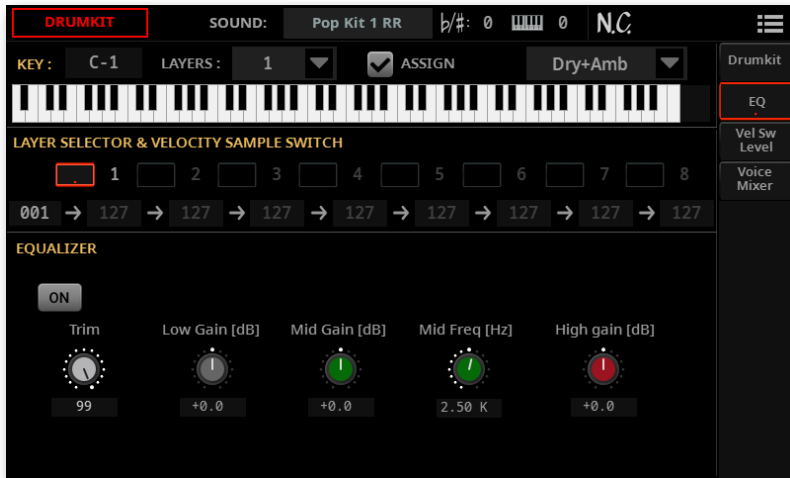 DRUMKIT SOUND: Pop Kit 1 RR ♭/#: 0 0 N.C.
KEY : C-1 LAYERS : 1 ASSIGN Dry+Amb
Drumkit
EQ
Vel Sw
Level
Voice
Mixer
LAYER SELECTOR & VELOCITY SAMPLE SWITCH
1 2 3 4 5 6 7 8
001 → 127 → 127 → 127 → 127 → 127 → 127 → 127 → 127
EQUALIZER
ON
Trim Low Gain [dB] Mid Gain [dB] Mid Freq [Hz] High gain [dB]
99 +0.0 +0.0 2.50 K +0.0